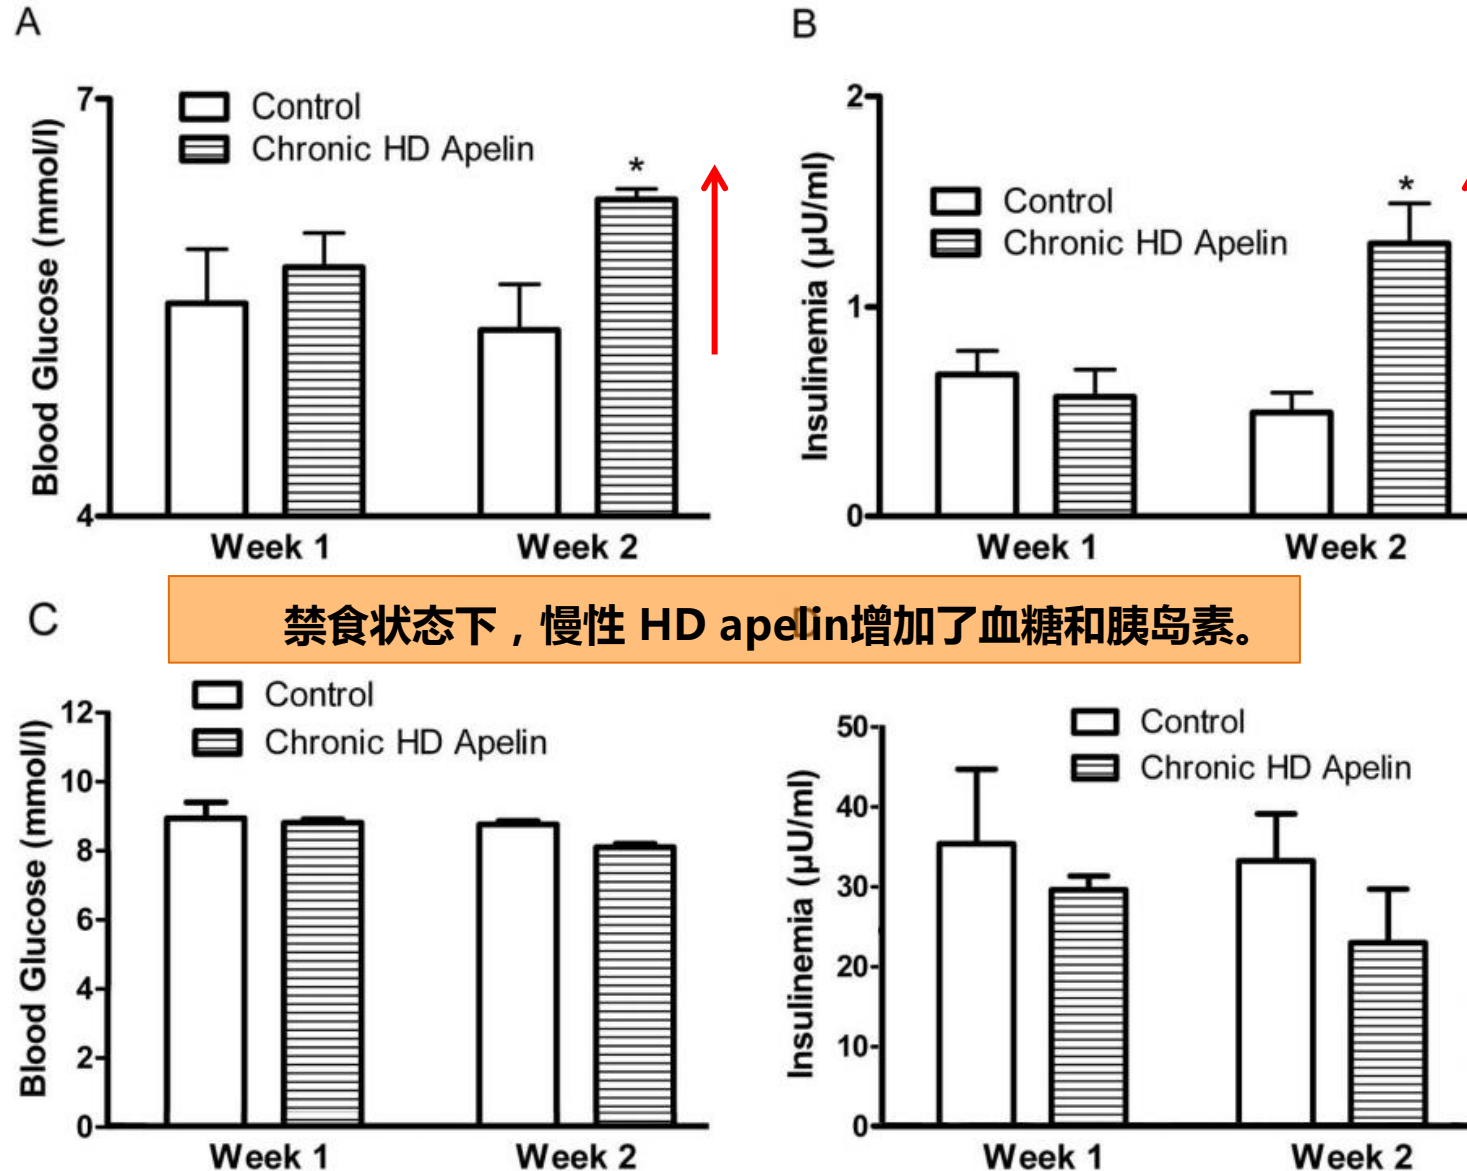 A
7
Control
Chronic HD Apelin
*
Blood Glucose (mmol/l)
4
Week 1
Week 2
B
2
Control
Chronic HD Apelin
*
Insulinemia (µU/ml)
1
0
Week 1
Week 2
禁食状态下，慢性 HD apelin增加了血糖和胰岛素。
C
Control
Chronic HD Apelin
12
10
8
6
4
2
0
Blood Glucose (mmol/l)
Week 1
Week 2
D
Control
Chronic HD Apelin
50
40
30
20
10
0
Insulinemia (µU/ml)
Week 1
Week 2